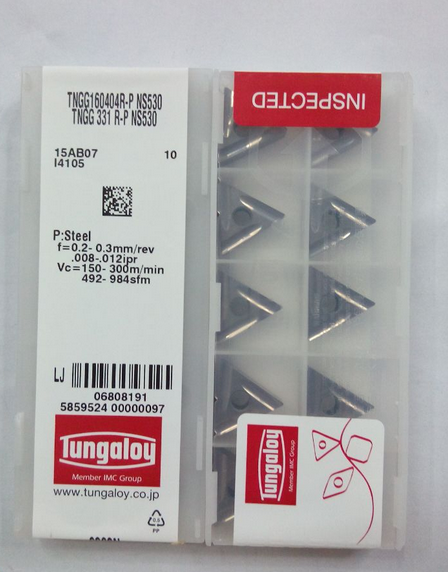 TNGG160404R-P NS530
TNGG 331 R-P NS530
15AB07 10
I4105
P:Steel
f=0.2- 0.3mm/rev
.008-.012ipr
Vc=150- 300m/min
492- 984sfm
LJ
06808191
5859524 00000097
Tungaloy
Member IMC Group
www.tungaloy.co.jp
PP
INSPECTED
Tungaloy
Member IMC Group